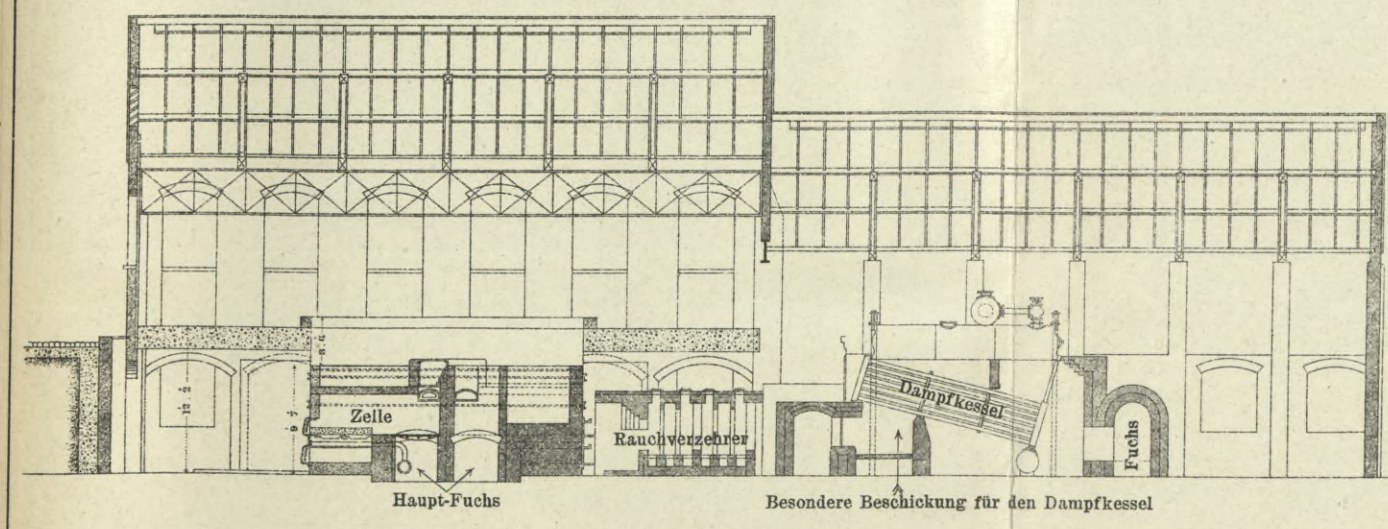 Zelle
Rauchverzehrer
Dampfkessel
Fuchs
Haupt-Fuchs
Besondere Beschickung für den Dampfkessel